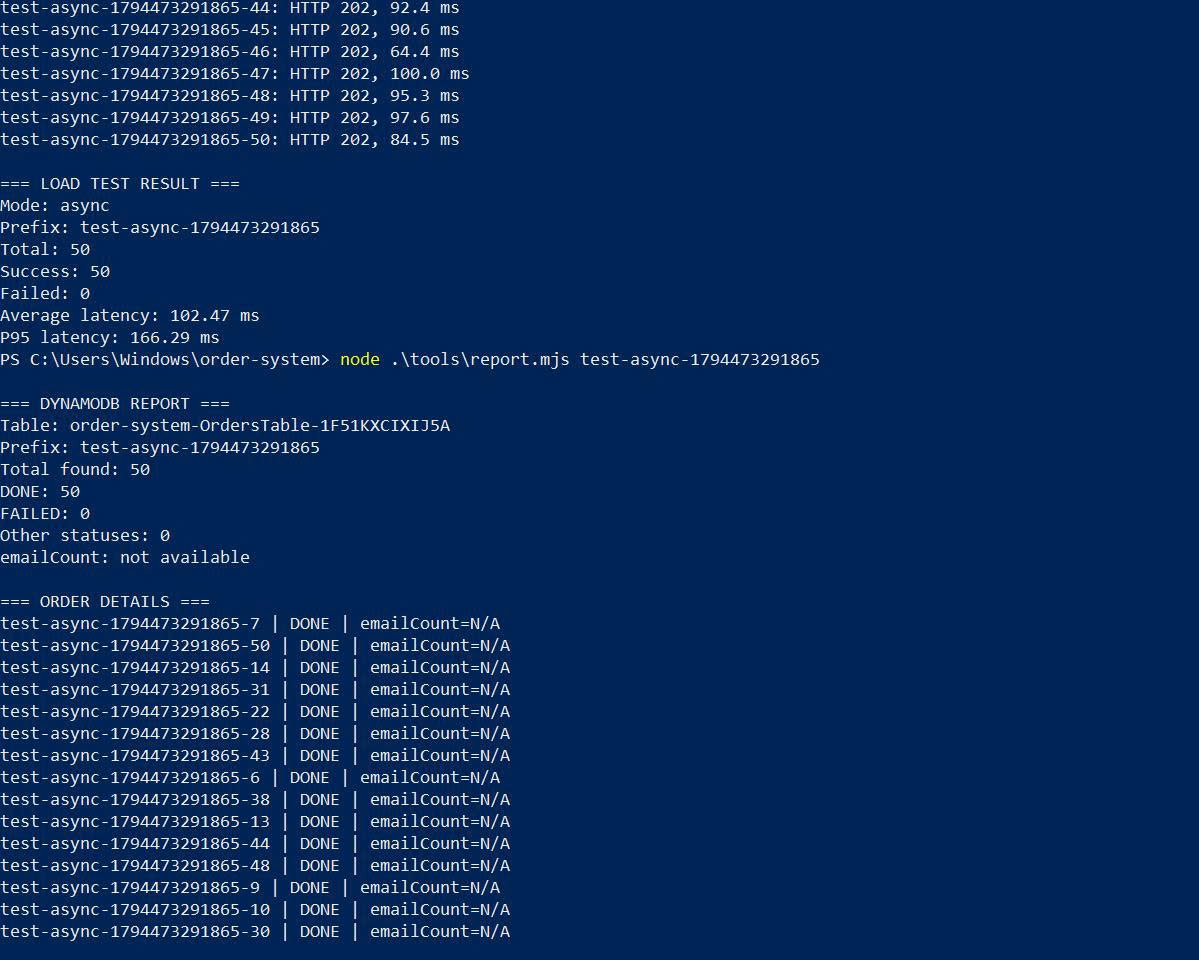 test-async-1794473291865-44: HTTP 202, 92.4 ms
test-async-1794473291865-45: HTTP 202, 90.6 ms
test-async-1794473291865-46: HTTP 202, 64.4 ms
test-async-1794473291865-47: HTTP 202, 100.0 ms
test-async-1794473291865-48: HTTP 202, 95.3 ms
test-async-1794473291865-49: HTTP 202, 97.6 ms
test-async-1794473291865-50: HTTP 202, 84.5 ms
=== LOAD TEST RESULT ===
Mode: async
Prefix: test-async-1794473291865
Total: 50
Success: 50
Failed: 0
Average latency: 102.47 ms
P95 latency: 166.29 ms
PS C:\Users\Windows\order-system> node .\tools\report.mjs test-async-1794473291865
=== DYNAMODB REPORT ===
Table: order-system-OrdersTable-1F51KXCIXIJ5A
Prefix: test-async-1794473291865
Total found: 50
DONE: 50
FAILED: 0
Other statuses: 0
emailCount: not available
=== ORDER DETAILS ===
test-async-1794473291865-7 | DONE | emailCount=N/A
test-async-1794473291865-50 | DONE | emailCount=N/A
test-async-1794473291865-14 | DONE | emailCount=N/A
test-async-1794473291865-31 | DONE | emailCount=N/A
test-async-1794473291865-22 | DONE | emailCount=N/A
test-async-1794473291865-28 | DONE | emailCount=N/A
test-async-1794473291865-43 | DONE | emailCount=N/A
test-async-1794473291865-6 | DONE | emailCount=N/A
test-async-1794473291865-38 | DONE | emailCount=N/A
test-async-1794473291865-13 | DONE | emailCount=N/A
test-async-1794473291865-44 | DONE | emailCount=N/A
test-async-1794473291865-48 | DONE | emailCount=N/A
test-async-1794473291865-9 | DONE | emailCount=N/A
test-async-1794473291865-10 | DONE | emailCount=N/A
test-async-1794473291865-30 | DONE | emailCount=N/A